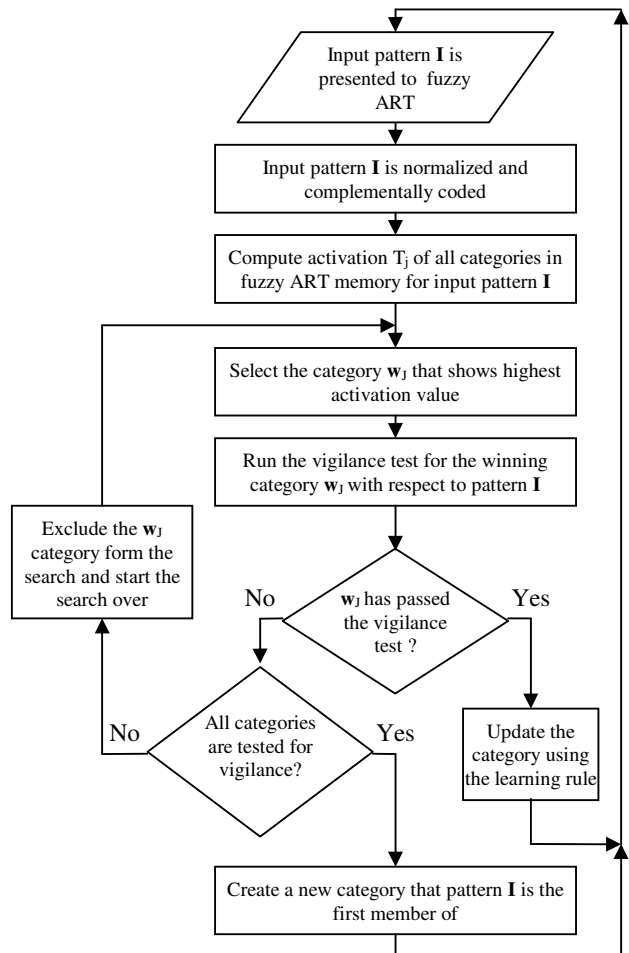 Input pattern I is
presented to fuzzy
ART
Input pattern I is normalized and
complementally coded
Compute activation Tj of all categories in
fuzzy ART memory for input pattern I
Select the category wJ that shows highest
activation value
Run the vigilance test for the winning
category wJ with respect to pattern I
Exclude the wJ
category form the
search and start the
search over
No
wJ has passed
the vigilance
test ?
Yes
No
All categories
are tested for
vigilance?
Yes
Update the
category using
the learning rule
Create a new category that pattern I is the
first member of